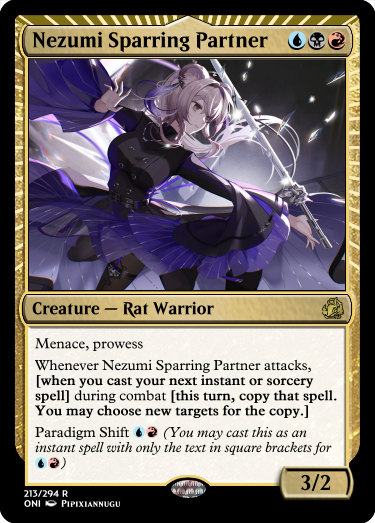 Nezumi Sparring Partner
Creature — Rat Warrior
Menace, prowess
Whenever Nezumi Sparring Partner attacks,
[when you cast your next instant or sorcery
spell] during combat [this turn, copy that spell.
You may choose new targets for the copy.]
Paradigm Shift (You may cast this as an
instant spell with only the text in square brackets for
)
3/2
213/294 R
ONI PIPIXIANNUGU